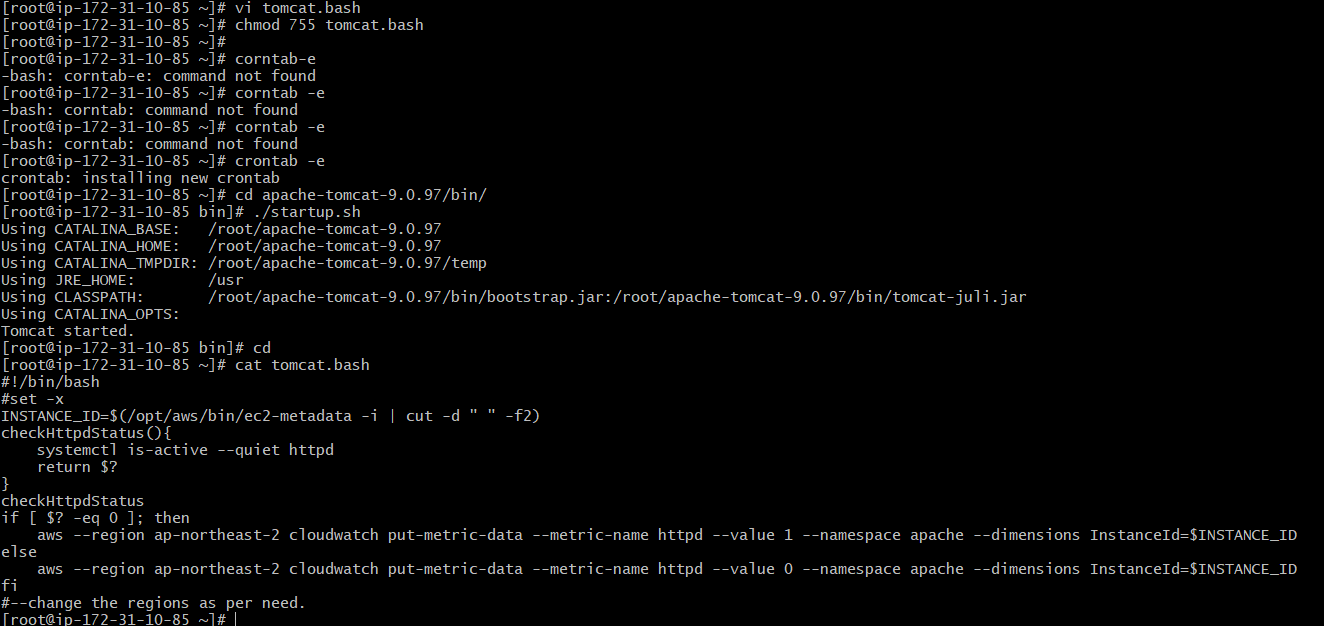 [root@ip-172-31-10-85 ~]# vi tomcat.bash
[root@ip-172-31-10-85 ~]# chmod 755 tomcat.bash
[root@ip-172-31-10-85 ~]#
[root@ip-172-31-10-85 ~]# corntab-e
-bash: corntab-e: command not found
[root@ip-172-31-10-85 ~]# corntab -e
-bash: corntab: command not found
[root@ip-172-31-10-85 ~]# corntab -e
-bash: corntab: command not found
[root@ip-172-31-10-85 ~]# crontab -e
crontab: installing new crontab
[root@ip-172-31-10-85 ~]# cd apache-tomcat-9.0.97/bin/
[root@ip-172-31-10-85 bin]# ./startup.sh
Using CATALINA_BASE:   /root/apache-tomcat-9.0.97
Using CATALINA_HOME:   /root/apache-tomcat-9.0.97
Using CATALINA_TMPDIR: /root/apache-tomcat-9.0.97/temp
Using JRE_HOME:        /usr
Using CLASSPATH:       /root/apache-tomcat-9.0.97/bin/bootstrap.jar:/root/apache-tomcat-9.0.97/bin/tomcat-juli.jar
Using CATALINA_OPTS:
Tomcat started.
[root@ip-172-31-10-85 bin]# cd
[root@ip-172-31-10-85 ~]# cat tomcat.bash
#!/bin/bash
#set -x
INSTANCE_ID=$(/opt/aws/bin/ec2-metadata -i | cut -d " " -f2)
checkHttpdStatus(){
    systemctl is-active --quiet httpd
    return $?
}
checkHttpdStatus
if [ $? -eq 0 ]; then
    aws --region ap-northeast-2 cloudwatch put-metric-data --metric-name httpd --value 1 --namespace apache --dimensions InstanceId=$INSTANCE_ID
else
    aws --region ap-northeast-2 cloudwatch put-metric-data --metric-name httpd --value 0 --namespace apache --dimensions InstanceId=$INSTANCE_ID
fi
#--change the regions as per need.
[root@ip-172-31-10-85 ~]#